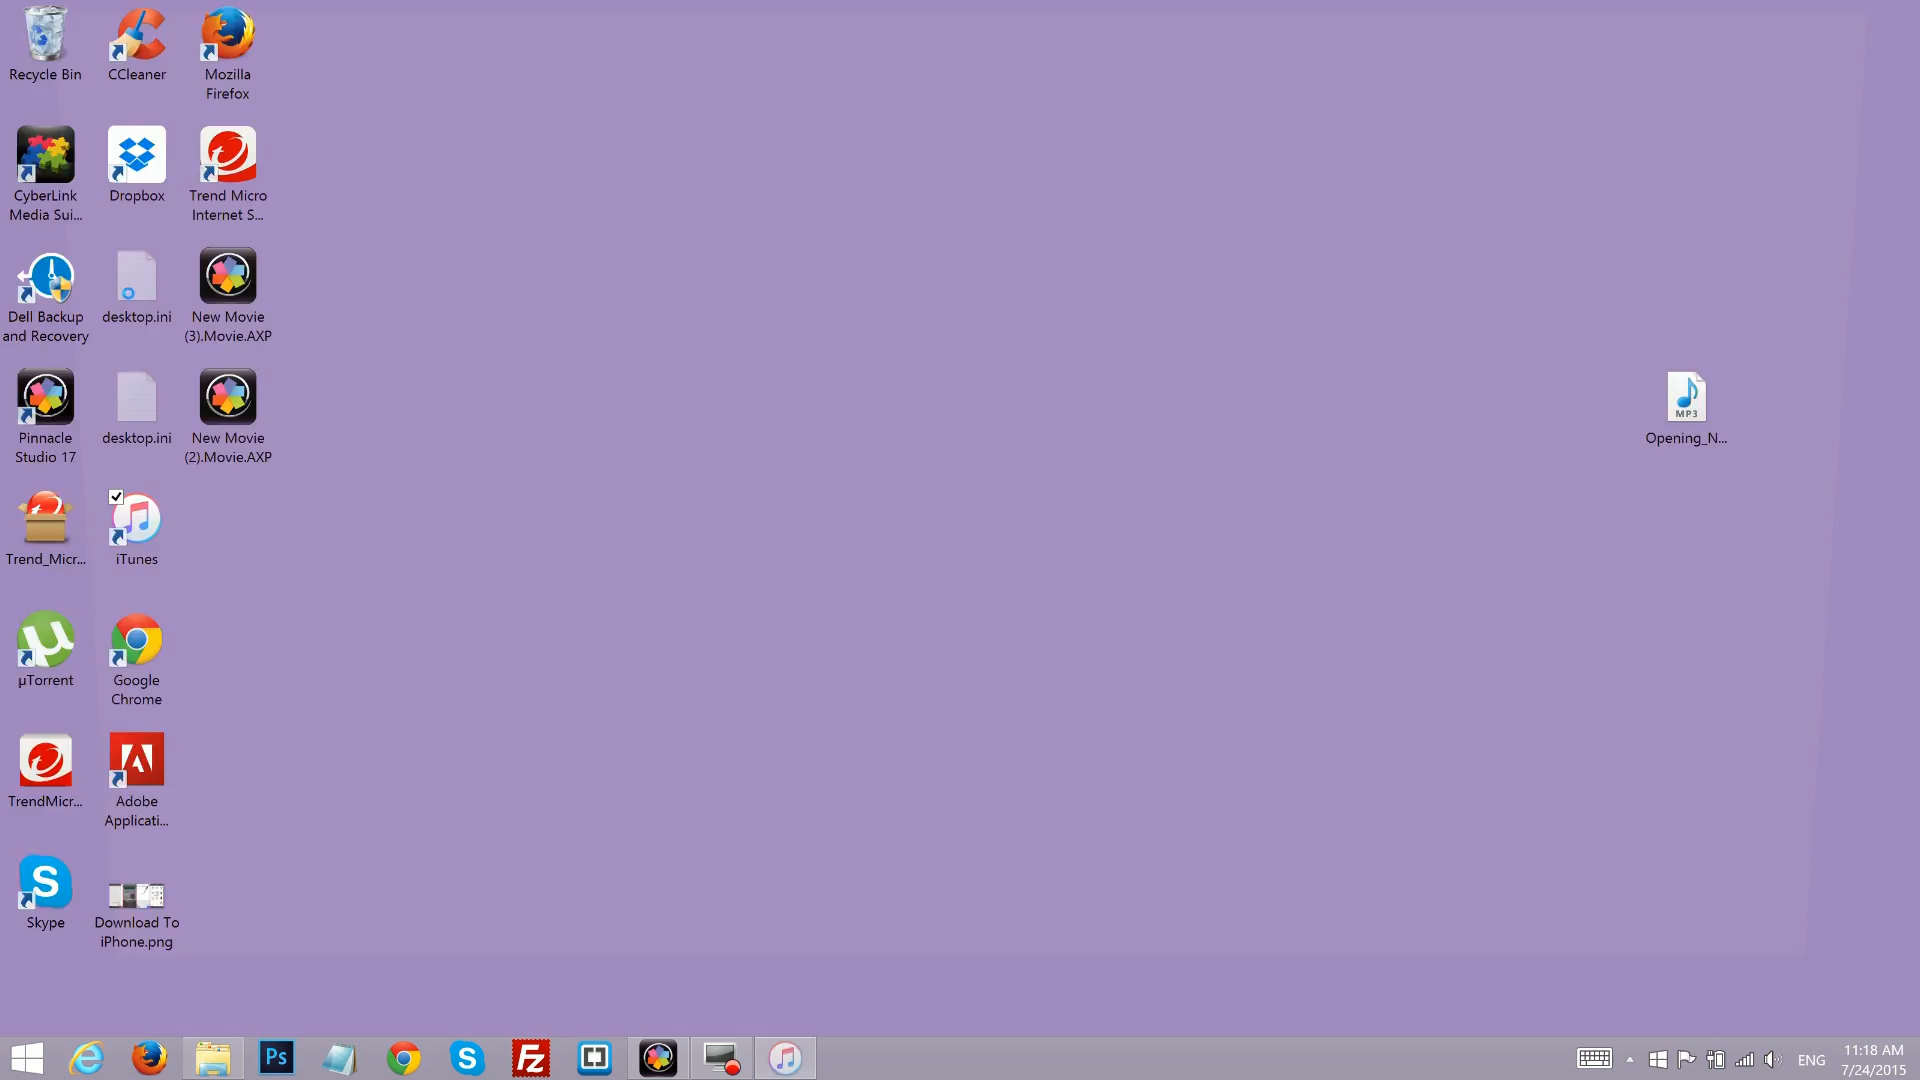 Recycle Bin
CCleaner
Mozilla
Firefox
CyberLink
Media Sui...
Dropbox
Trend Micro
Internet S...
Dell Backup
and Recovery
desktop.ini
New Movie
(3).Movie.AXP
Pinnacle
Studio 17
desktop.ini
New Movie
(2).Movie.AXP
MP3
Opening_N...
Trend_Micr...
iTunes
µTorrent
Google
Chrome
TrendMicr...
Adobe
Applicati...
S
Skype
Download To
iPhone.png
Ps
S
Fz
ENG
11:18 AM
7/24/2015